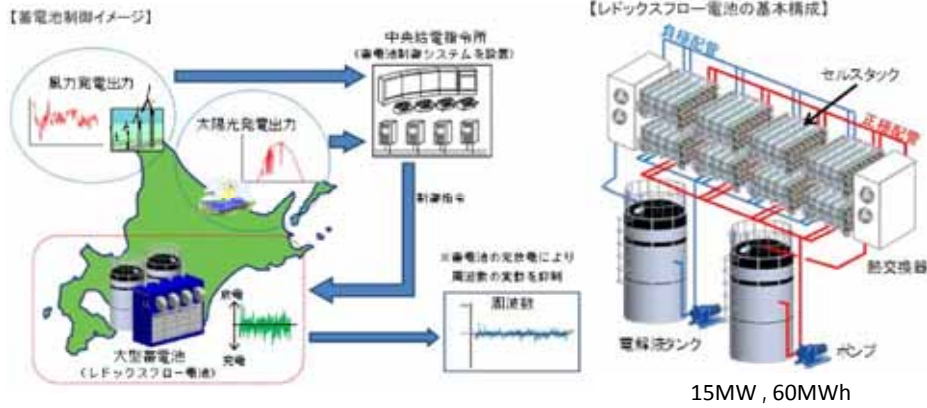 【蓄電池制御イメージ】
風力発電出力
太陽光発電出力
中央給電指令所
（蓄電池制御システムを設置）
制御指令
※蓄電池の充放電により
周波数の変動を抑制
周波数
放電
充電
大型蓄電池
（レドックスフロー電池）
【レドックスフロー電池の基本構成】
負極配管
セルスタック
正極配管
熱交換器
電解液タンク
ポンプ
15MW , 60MWh